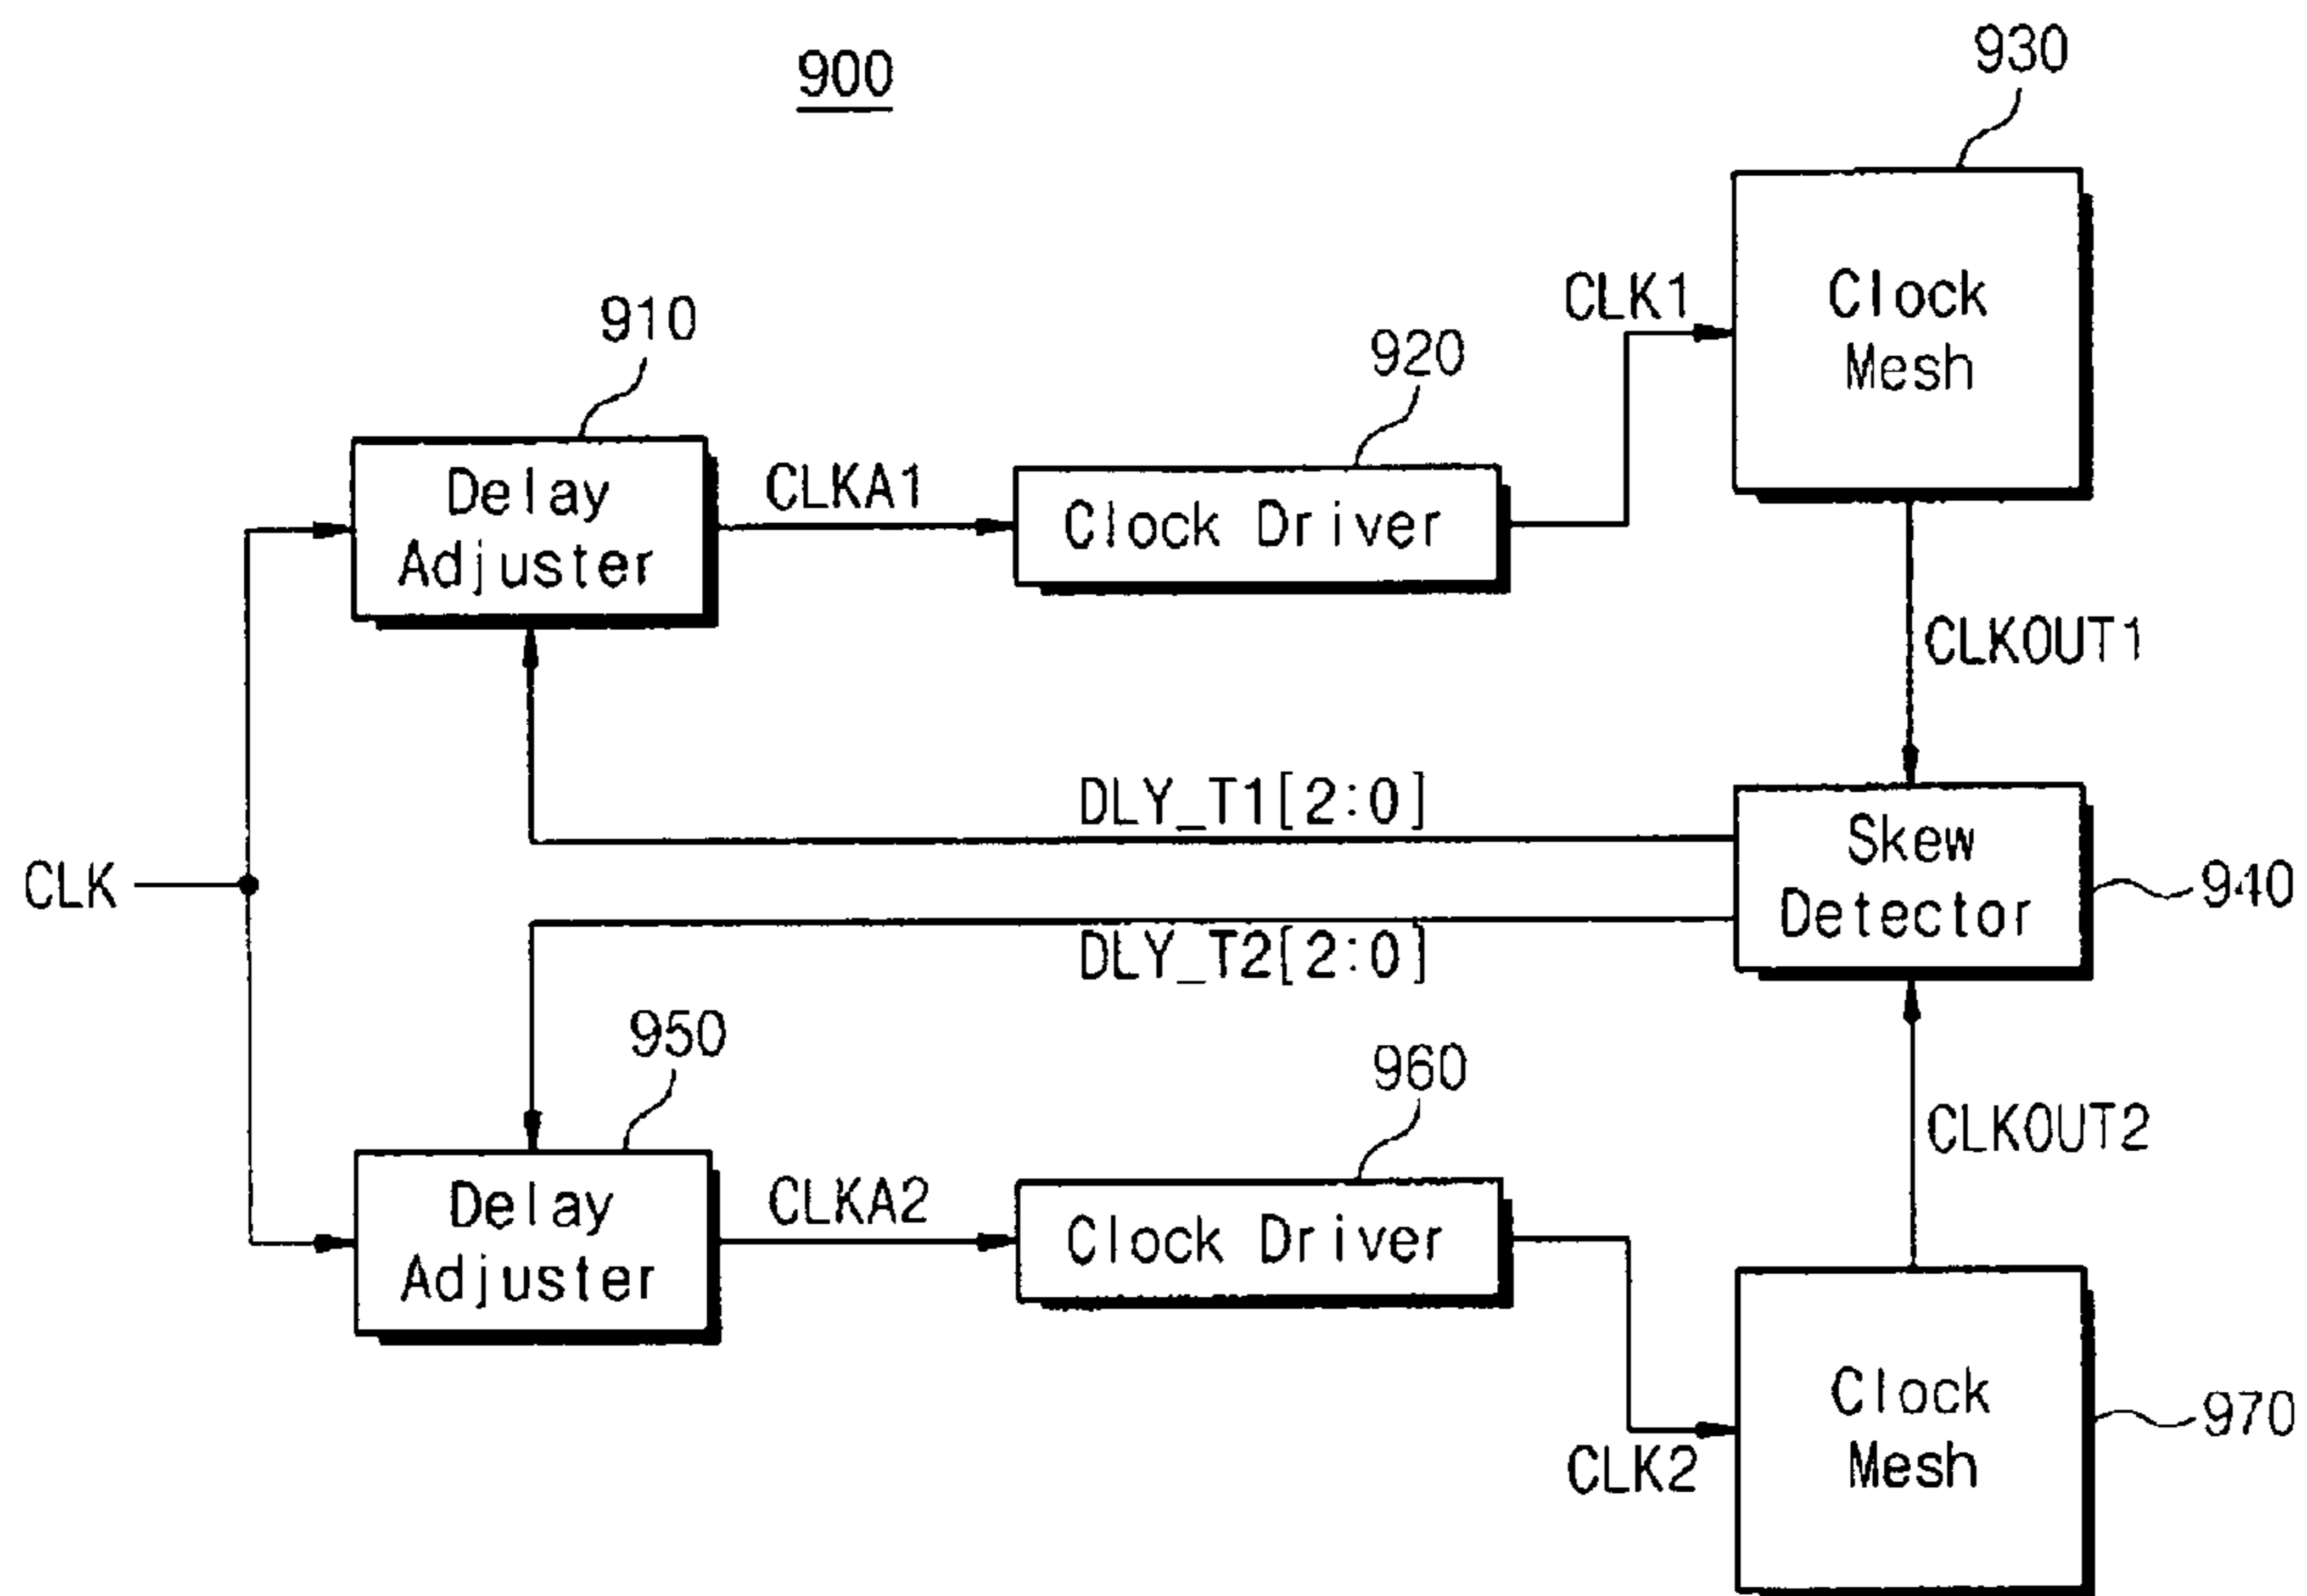 900
930
910
920
CLK1
Clock
Mesh
Delay
Adjuster
CLKA1
Clock Driver
CLKOUT1
DLY_T1[2:0]
Skew
Detector
940
CLK
DLY_T2[2:0]
950
960
CLKOUT2
Delay
Adjuster
CLKA2
Clock Driver
CLK2
Clock
Mesh
970